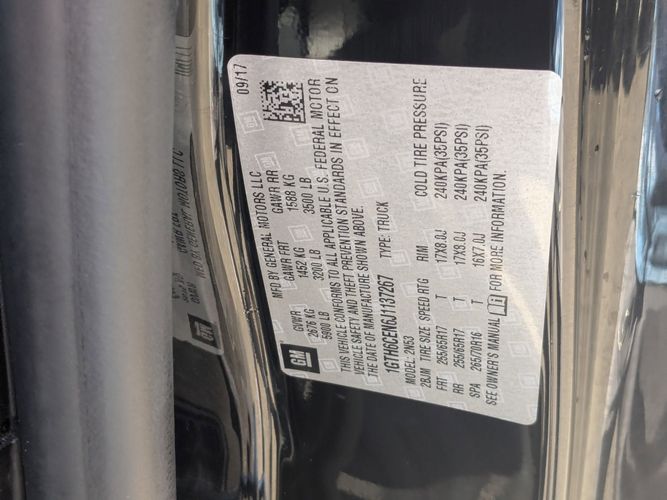 GM
MFD BY GENERAL MOTORS LLC 09/17
GVWR GAWR FRT GAWR RR
2676 KG 1452 KG 1588 KG
5900 LB 3200 LB 3500 LB
THIS VEHICLE CONFORMS TO ALL APPLICABLE U.S. FEDERAL MOTOR
VEHICLE SAFETY AND THEFT PREVENTION STANDARDS IN EFFECT ON
THE DATE OF MANUFACTURE SHOWN ABOVE.
1GTH6CEN6J1137267 TYPE: TRUCK
MODEL: 2N53
2BJM TIRE SIZE SPEED RTG RIM COLD TIRE PRESSURE
FRT 255/65R17 T 17X8.0J 240KPA(35PSI)
RR 255/65R17 T 17X8.0J 240KPA(35PSI)
SPA 265/70R16 T 16X7.0J 240KPA(35PSI)
SEE OWNER'S MANUAL FOR MORE INFORMATION.
GM